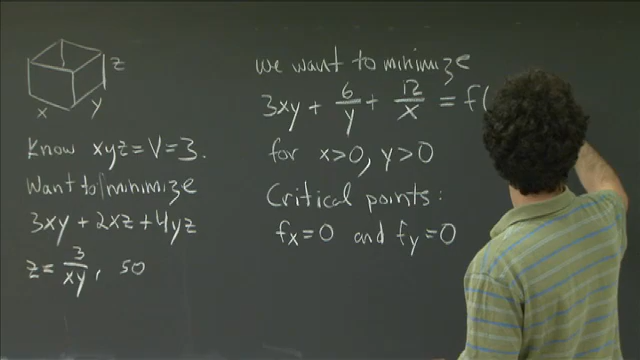 z
x
y
Know xyz = V = 3.
Want to minimize
3xy + 2xz + 4yz
z = 3/xy, so
we want to minimize
3xy + 6/y + 12/x = f(
for x>0, y>0
Critical points:
fx=0 and fy=0